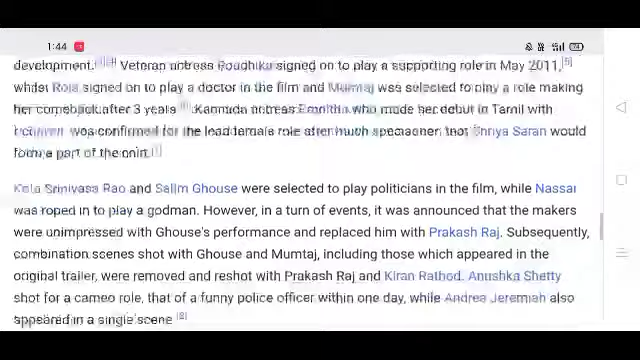 1:44
development. Veteran actress Roughika signed on to play a supporting role in May 2011, [5]
whilst Roja signed on to play a doctor in the film and Mumtaj was selected to play a role making
her comeback after 3 years Kannada actress who made her debut in Tamil with
was confirmed for the lead female role after much that Shriya Saran would
form a part of the
Kota Srinivasa Rao and Salim Ghouse were selected to play politicians in the film, while Nassar
was roped in to play a godman. However, in a turn of events, it was announced that the makers
were unimpressed with Ghouse's performance and replaced him with Prakash Raj. Subsequently,
combination scenes shot with Ghouse and Mumtaj, including those which appeared in the
original trailer, were removed and reshot with Prakash Raj and Kiran Rathod. Anushka Shetty
shot for a cameo role, that of a funny police officer within one day, while Andrea Jeremiah also
appeared in a single scene [8]